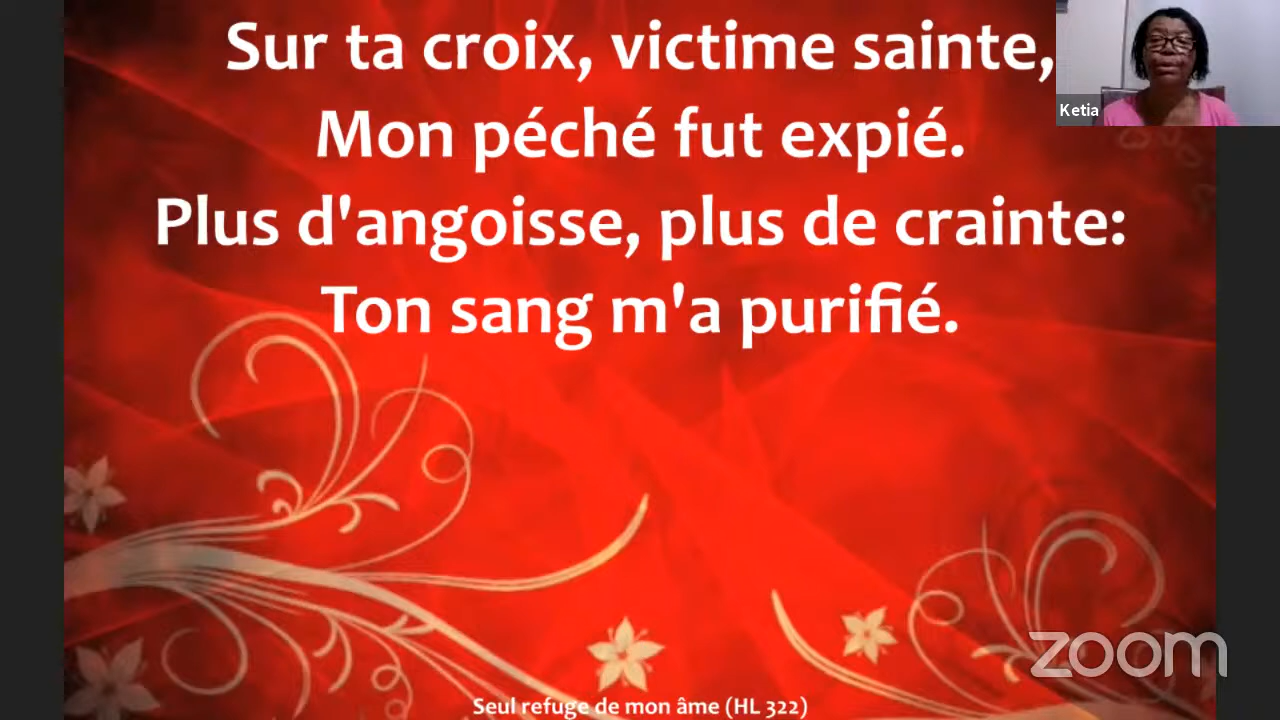 Sur ta croix, victime sainte,
Mon péché fut expié.
Plus d'angoisse, plus de crainte:
Ton sang m'a purifié.
Ketia
zoom
Seul refuge de mon âme (HL 322)